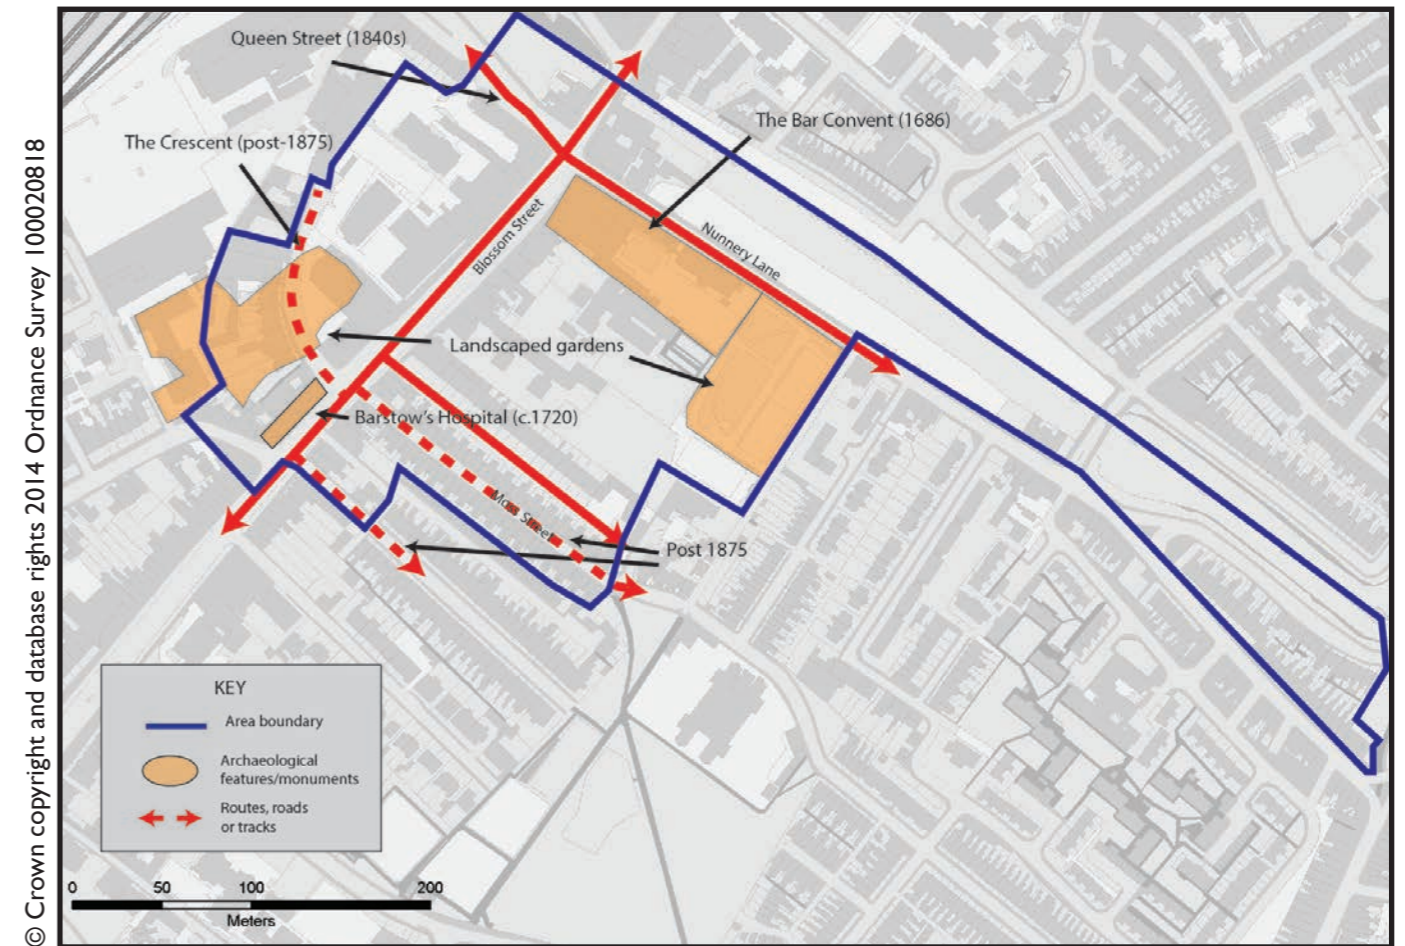 © Crown copyright and database rights 2014 Ordnance Survey 100020818
Queen Street (1840s)
The Bar Convent (1686)
The Crescent (post-1875)
Blossom Street
Nunnery Lane
Landscaped gardens
Barstow's Hospital (c.1720)
Moss Street
Post 1875
KEY
Area boundary
Archaeological
features/monuments
Routes, roads
or tracks
0 50 100 200
Meters